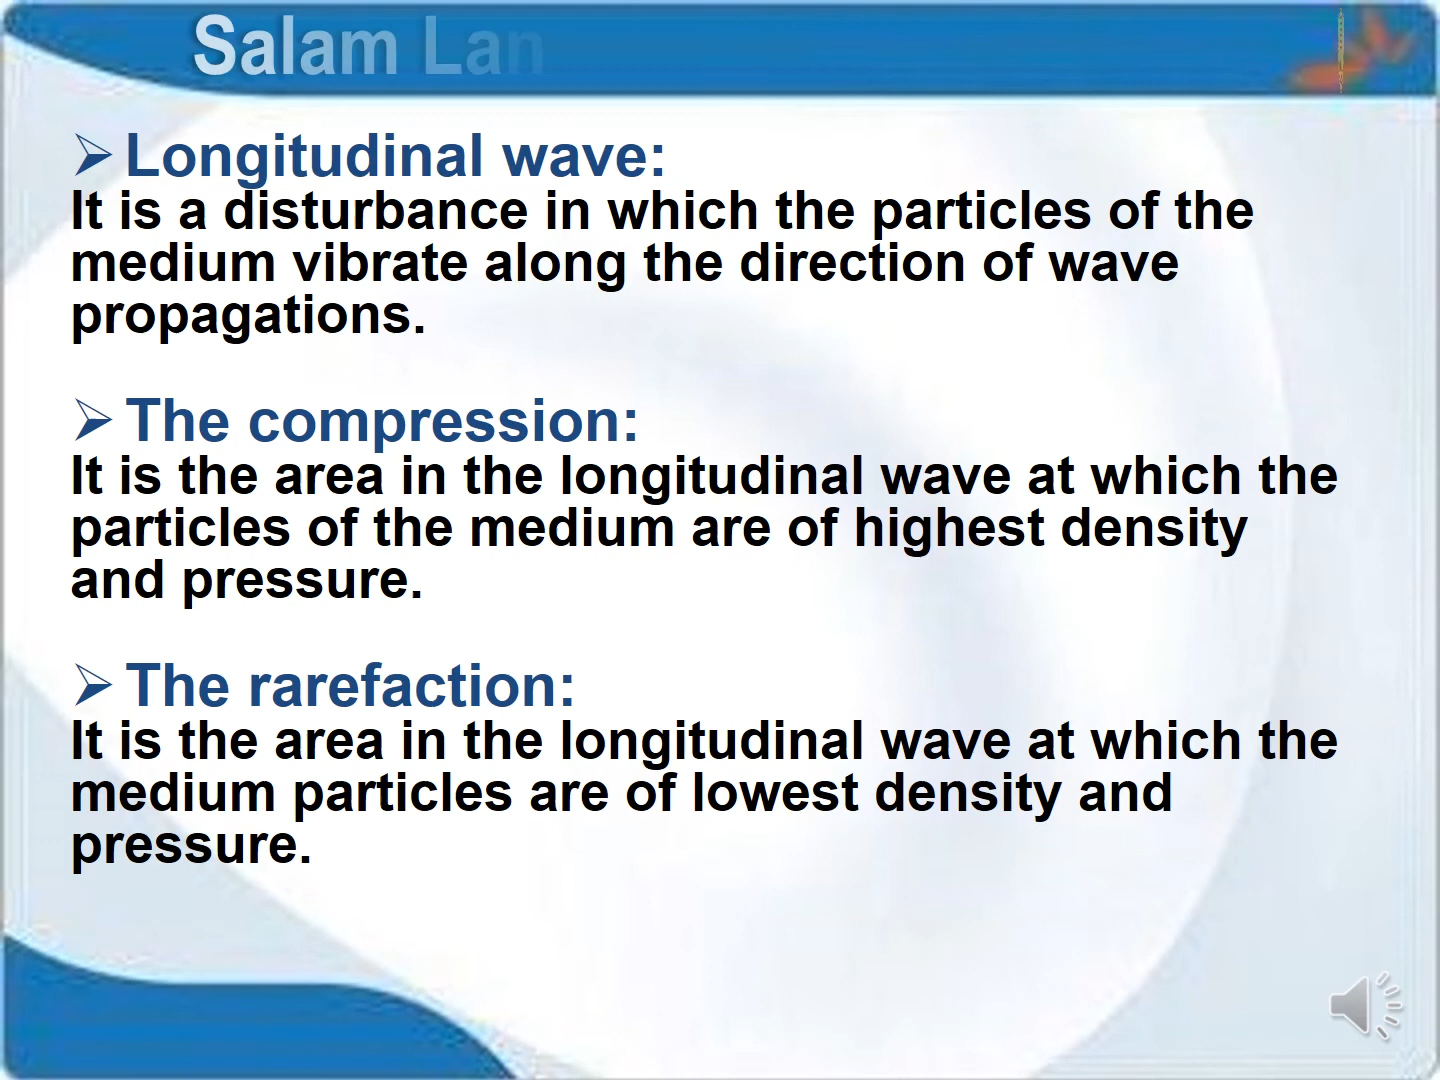 Salam Lan
Longitudinal wave:
It is a disturbance in which the particles of the
medium vibrate along the direction of wave
propagations.
The compression:
It is the area in the longitudinal wave at which the
particles of the medium are of highest density
and pressure.
The rarefaction:
It is the area in the longitudinal wave at which the
medium particles are of lowest density and
pressure.